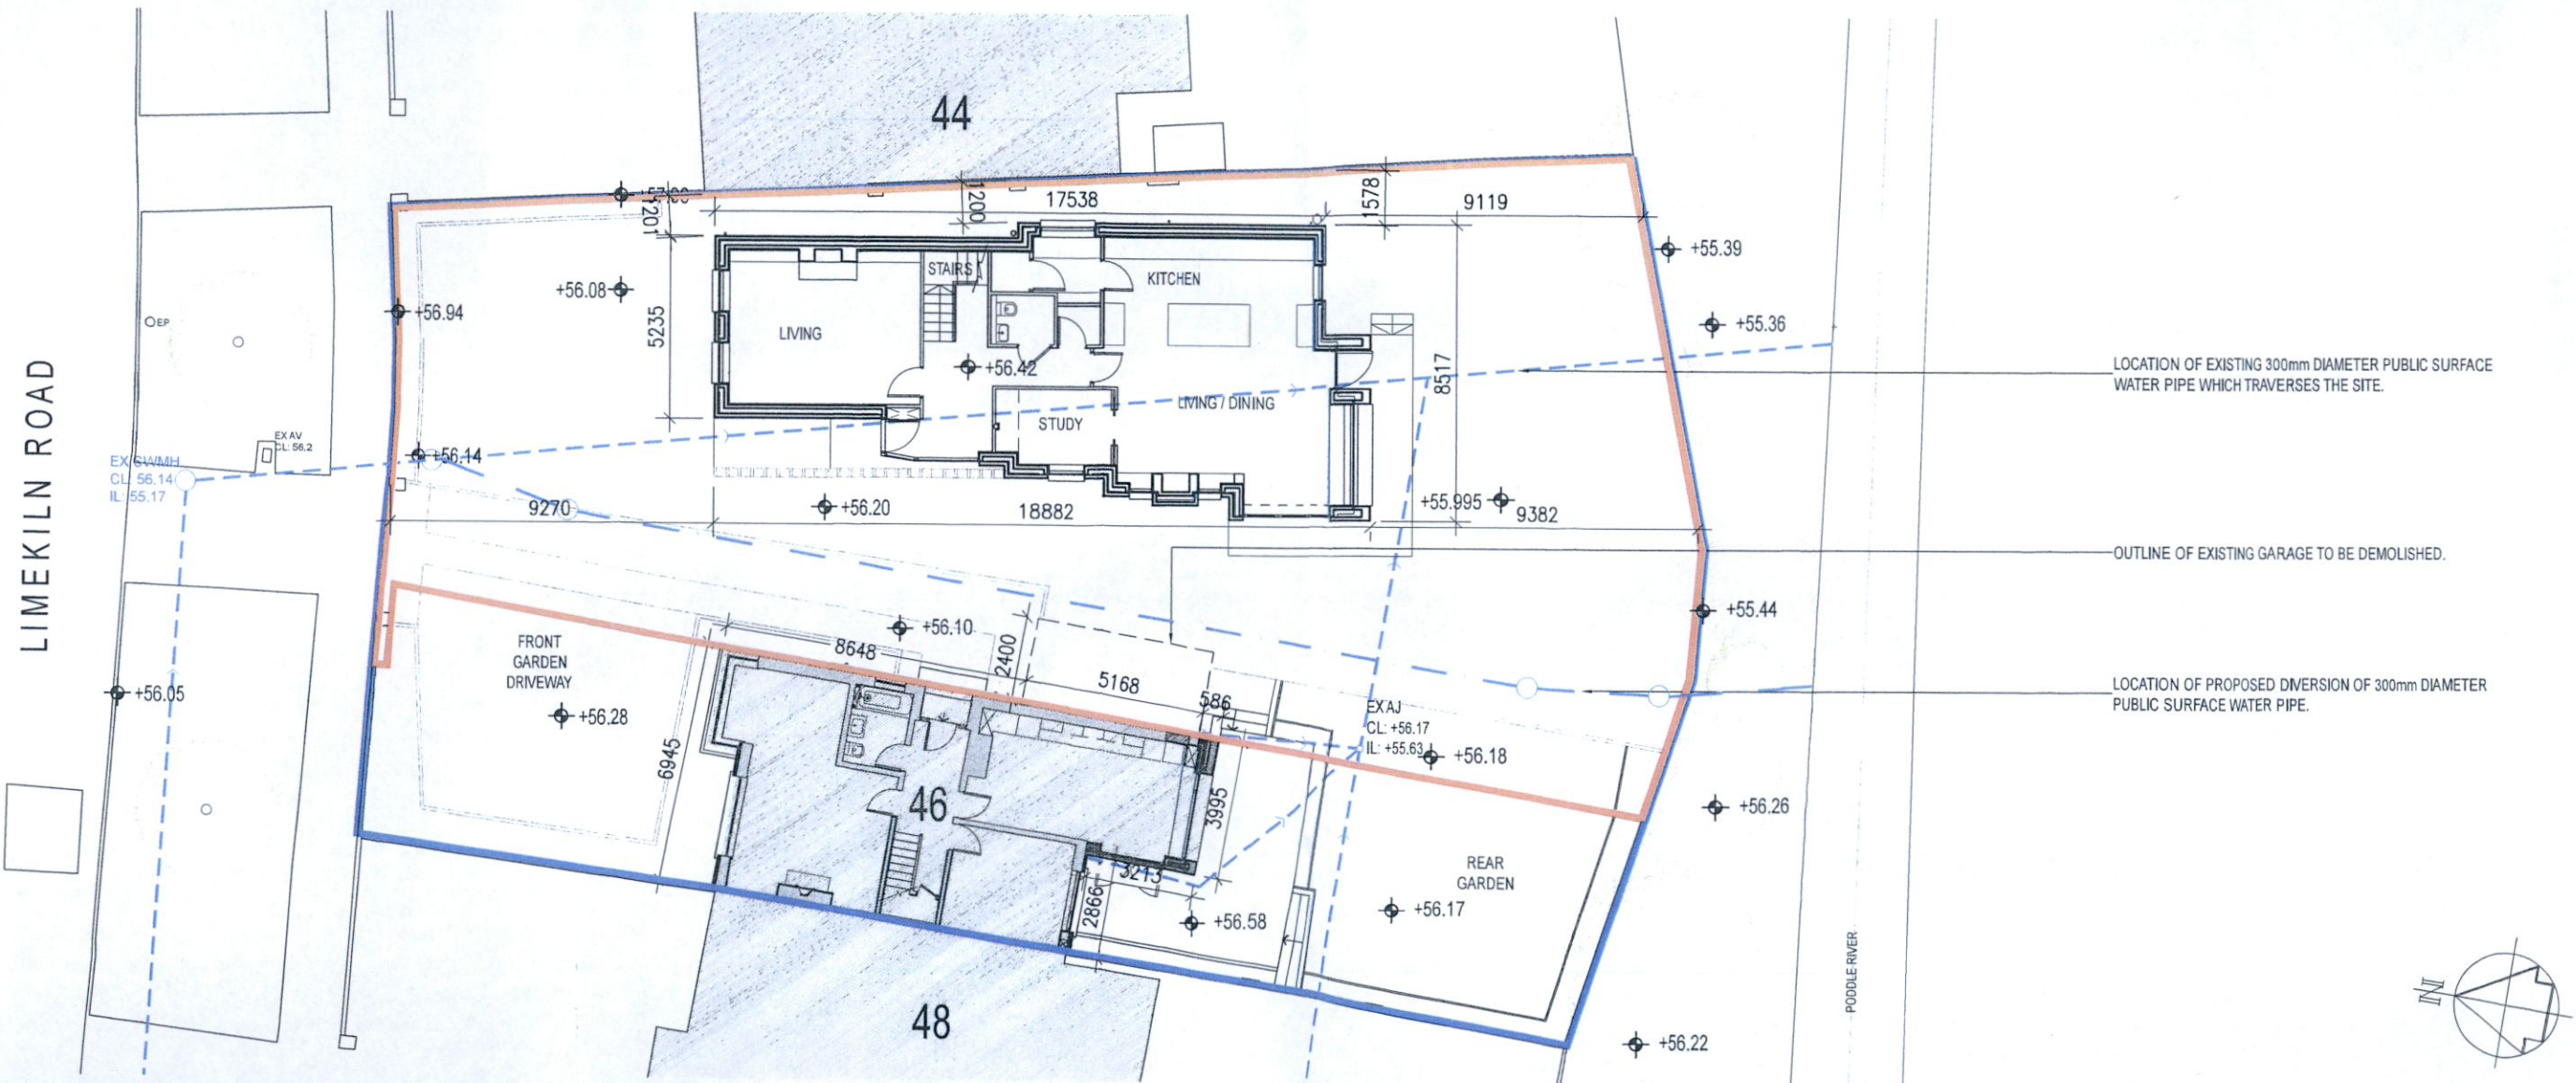 44
17538
1200
1201
1578
9119
+55.39
+56.08
STAIRS
KITCHEN
+56.94
EP
+55.36
5235
LIVING
+56.42
8517
LOCATION OF EXISTING 300mm DIAMETER PUBLIC SURFACE
WATER PIPE WHICH TRAVERSES THE SITE.
LIMEKILN ROAD
LIVING / DINING
STUDY
EX AV
CL: 56.2
EX SWMH
CL: 56.14
IL: 55.17
+56.14
9270
+56.20
18882
+55.995
9382
OUTLINE OF EXISTING GARAGE TO BE DEMOLISHED.
+55.44
+56.10
FRONT
GARDEN
DRIVEWAY
8648
2400
5168
586
+56.05
+56.28
EX AJ
CL: +56.17
IL: +55.63
+56.18
LOCATION OF PROPOSED DIVERSION OF 300mm DIAMETER
PUBLIC SURFACE WATER PIPE.
6945
46
3995
+56.26
REAR
GARDEN
3213
2866
+56.17
+56.58
PODDLE RIVER
48
+56.22
N